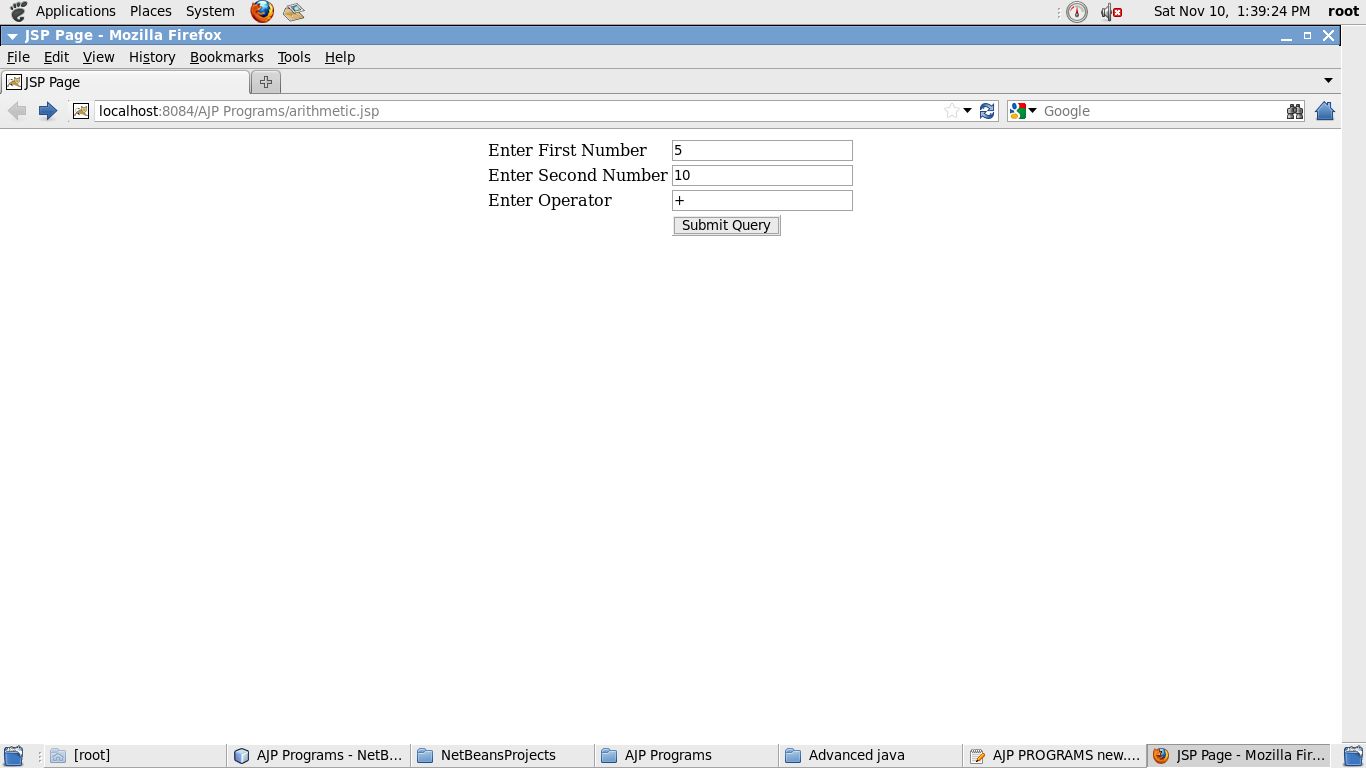 Applications Places System Sat Nov 10, 1:39:24 PM root
JSP Page - Mozilla Firefox
File Edit View History Bookmarks Tools Help
JSP Page
localhost:8084/AJP Programs/arithmetic.jsp Google
Enter First Number 5
Enter Second Number 10
Enter Operator +
Submit Query
[root] AJP Programs - NetB... NetBeansProjects AJP Programs Advanced java AJP PROGRAMS new.... JSP Page - Mozilla Fir...